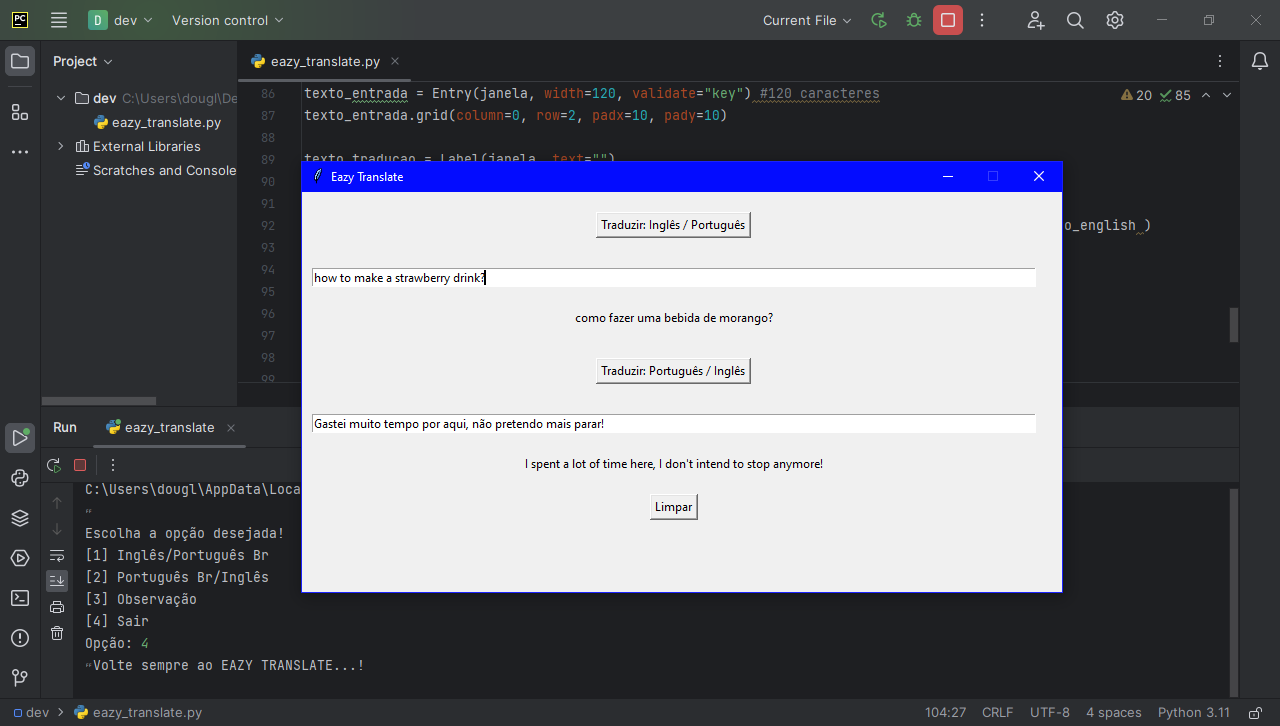 PC
D dev
Version control
Current File
Project
eazy_translate.py
dev C:\Users\dougl\De
eazy_translate.py
External Libraries
Scratches and Console
86 texto_entrada = Entry(janela, width=120, validate="key") #120 caracteres
20 85
87 texto_entrada.grid(column=0, row=2, padx=10, pady=10)
88
89 texto_traducao = Label(janela, text="")
90
91
92 o_english )
93
94
95
96
97
98
99
Eazy Translate
Traduzir: Inglês / Português
how to make a strawberry drink?
como fazer uma bebida de morango?
Traduzir: Português / Inglês
Gastei muito tempo por aqui, não pretendo mais parar!
I spent a lot of time here, I don't intend to stop anymore!
Limpar
Run
eazy_translate
C:\Users\dougl\AppData\Loca
Escolha a opção desejada!
[1] Inglês/Português Br
[2] Português Br/Inglês
[3] Observação
[4] Sair
Opção: 4
Volte sempre ao EAZY TRANSLATE...!
dev > eazy_translate.py
104:27 CRLF UTF-8 4 spaces Python 3.11